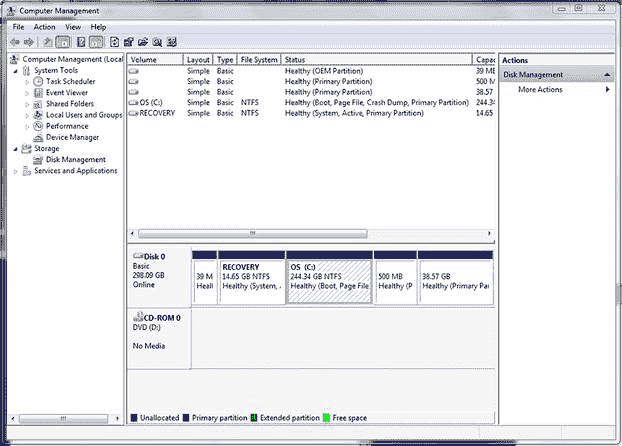 Computer Management
File Action View Help
Computer Management (Local
System Tools
Task Scheduler
Event Viewer
Shared Folders
Local Users and Groups
Performance
Device Manager
Storage
Disk Management
Services and Applications
Volume Layout Type File System Status Capac
Simple Basic Healthy (OEM Partition) 39 ME
Simple Basic Healthy (Primary Partition) 500 M
Simple Basic Healthy (Primary Partition) 38.57
OS (C:) Simple Basic NTFS Healthy (Boot, Page File, Crash Dump, Primary Partition) 244.34
RECOVERY Simple Basic NTFS Healthy (System, Active, Primary Partition) 14.65
Actions
Disk Management
More Actions
Disk 0
Basic
298.09 GB
Online
39 M
Healt
RECOVERY
14.65 GB NTFS
Healthy (System, .
OS (C:)
244.34 GB NTFS
Healthy (Boot, Page File
500 MB
Healthy (P
38.57 GB
Healthy (Primary Par
CD-ROM 0
DVD (D:)
No Media
Unallocated Primary partition Extended partition Free space